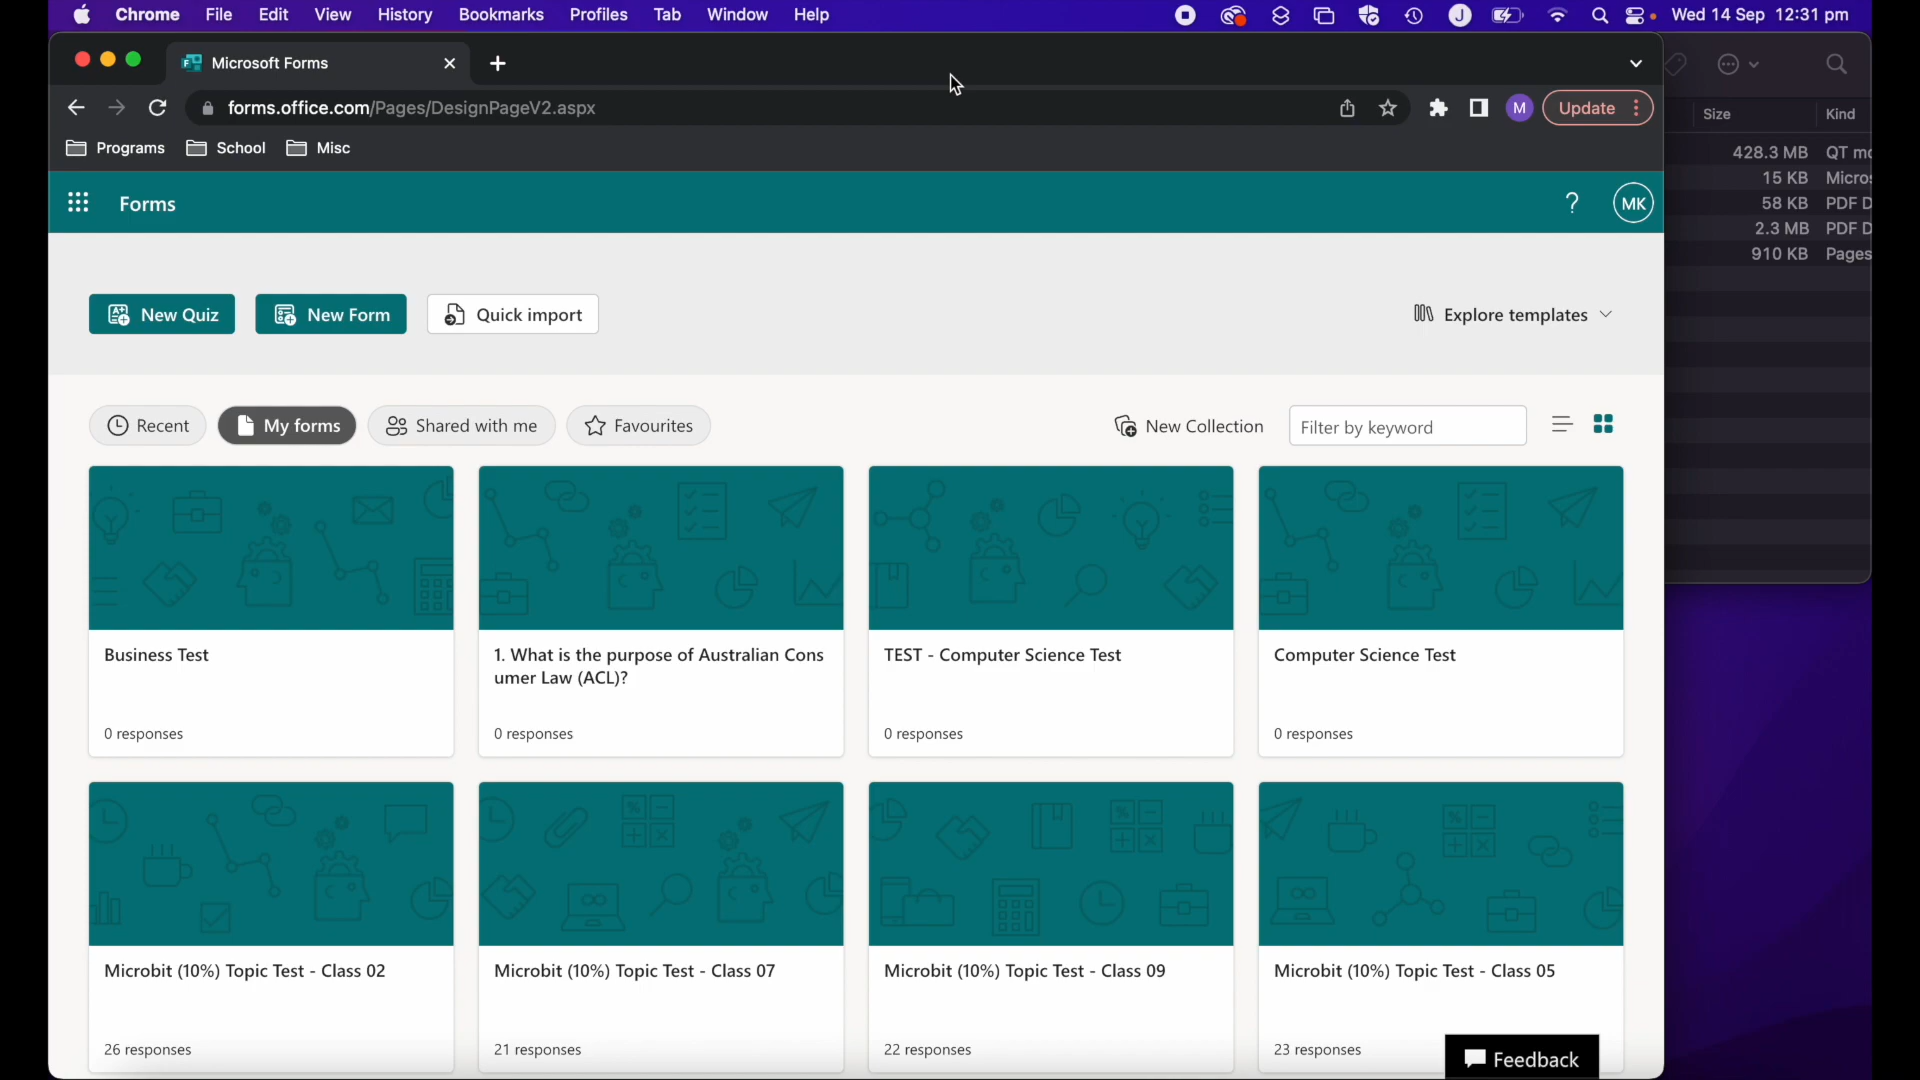 Chrome File Edit View History Bookmarks Profiles Tab Window Help J Wed 14 Sep 12:31 pm
Microsoft Forms
forms.office.com/Pages/DesignPageV2.aspx M Update
Programs School Misc
Size Kind
428.3 MB QT mo
15 KB Micros
58 KB PDF D
2.3 MB PDF D
910 KB Pages
Forms ? MK
New Quiz New Form Quick import Explore templates
Recent My forms Shared with me Favourites New Collection Filter by keyword
Business Test
0 responses
1. What is the purpose of Australian Cons
umer Law (ACL)?
0 responses
TEST - Computer Science Test
0 responses
Computer Science Test
0 responses
Microbit (10%) Topic Test - Class 02
26 responses
Microbit (10%) Topic Test - Class 07
21 responses
Microbit (10%) Topic Test - Class 09
22 responses
Microbit (10%) Topic Test - Class 05
23 responses
Feedback